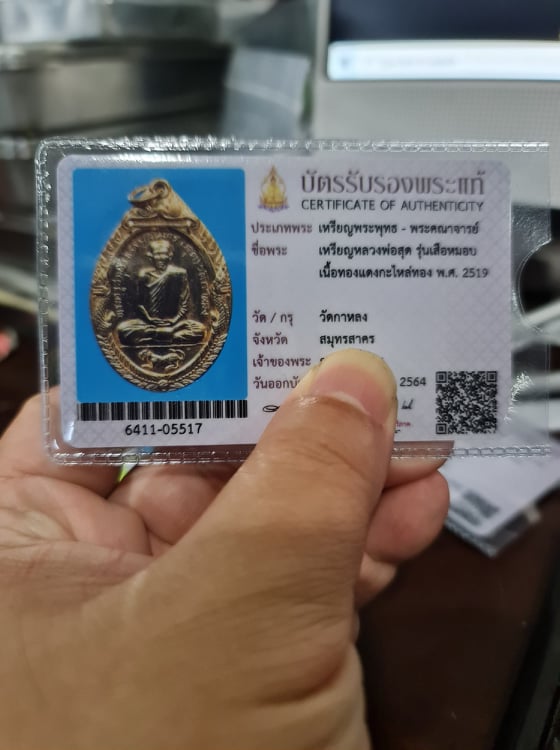 บัตรรับรองพระแท้
CERTIFICATE OF AUTHENTICITY
ประเภทพระ เหรียญพระพุทธ - พระคณาจารย์
ชื่อพระ เหรียญหลวงพ่อสุด รุ่นเสือหมอบ
เนื้อทองแดงกะไหล่ทอง พ.ศ. 2519
วัด / กรุ วัดกาหลง
จังหวัด สมุทรสาคร
เจ้าของพระ
2564
6411-05517